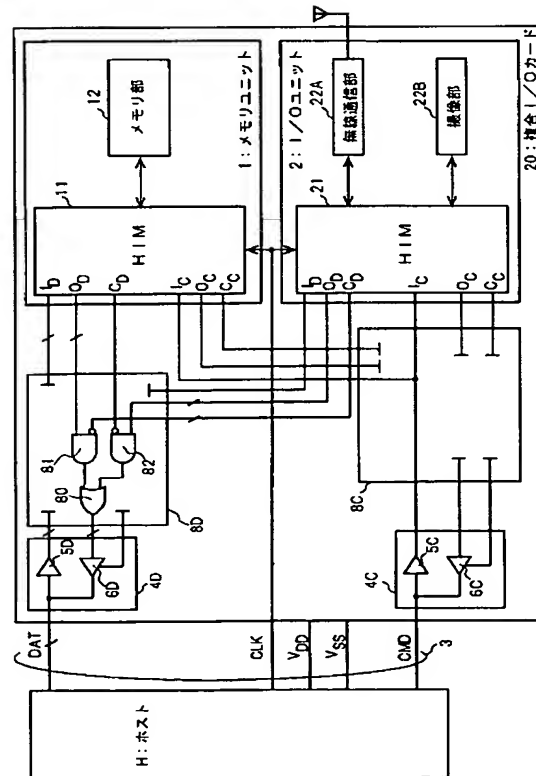 H:ホスト
3
DAT
CLK
VDD
VSS
CMD
4D
5D
6D
4C
5C
6C
8D
80
81
82
8C
1:メモリユニット
11
HIM
ID
OD
CD
IC
OC
CC
12
メモリ部
2:I/Oユニット
21
HIM
ID
OD
CD
IC
OC
CC
22A
無線通信部
22B
撮像部
20:複合I/Oカード